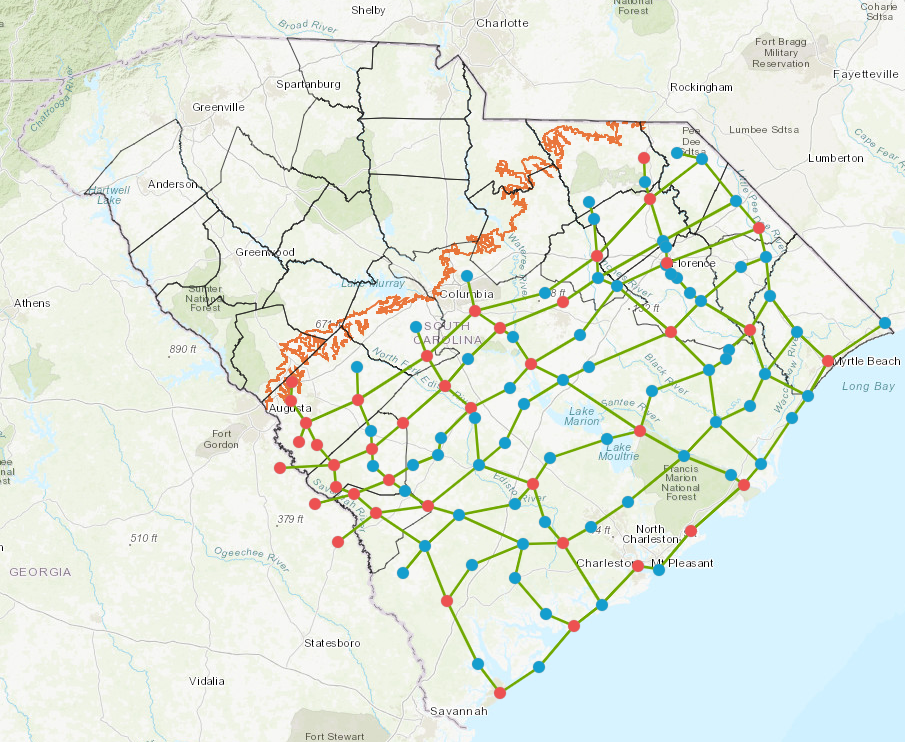 Shelby
Broad River
Charlotte
National
Forest
Coharie
Sdtsa
Fort Bragg
Military
Reservation
Fayetteville
Spartanburg
Greenville
Rockingham
Chatooga River
Pee
Dee
Sdtsa
Lumbee Sdtsa
Cape Fear
Lumberton
Anderson
Hartwell
Lake
Little Pee Dee River
Greenwood
Wateree River
Florence
Lake Murray
Sumter
National
Forest
Columbia
Athens
SOUTH
CAROLINA
890 ft
Black River
Myrtle Beach
Long Bay
Waccamaw River
North Fork Edisto River
Santee River
Augusta
Lake
Marion
Lake
Moultrie
Fort
Gordon
Francis
Marion
National
Forest
Savannah River
Edisto River
379 ft
North
Charleston
510 ft
Ogeechee River
GEORGIA
Charleston
Mt Pleasant
Statesboro
Vidalia
Savannah
Fort Stewart